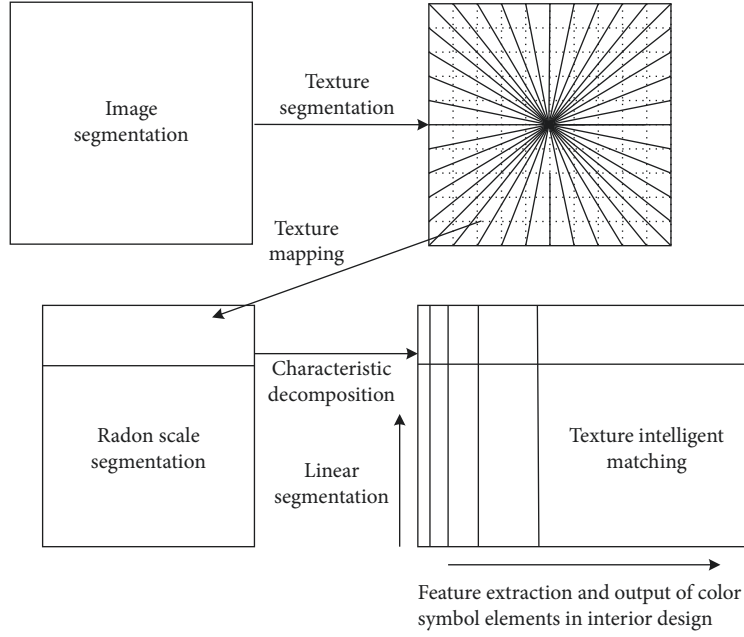 Image
segmentation
Texture
segmentation
Texture
mapping
Radon scale
segmentation
Characteristic
decomposition
Linear
segmentation
Texture intelligent
matching
Feature extraction and output of color
symbol elements in interior design